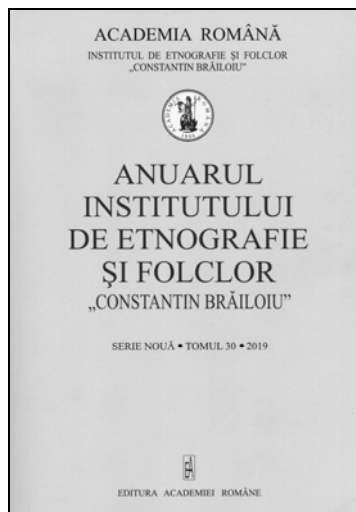 ACADEMIA ROMÂNĂ
INSTITUTUL DE ETNOGRAFIE ŞI FOLCLOR
„CONSTANTIN BRĂILOIU”
ANUARUL
INSTITUTULUI
DE ETNOGRAFIE
ŞI FOLCLOR
„CONSTANTIN BRĂILOIU”
SERIE NOUĂ • TOMUL 30 • 2019
EDITURA ACADEMIEI ROMÂNE